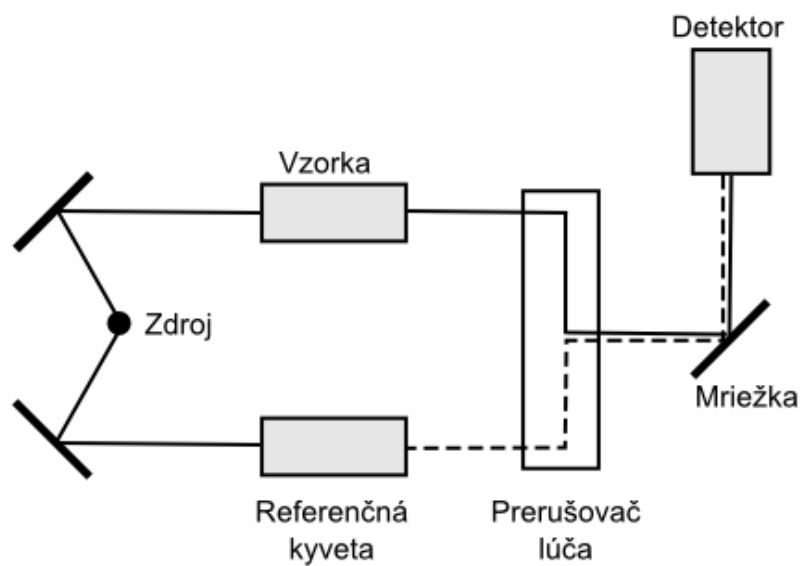 Detektor
Vzorka
Zdroj
Mriežka
Referenčná
kyveta
Prerušovač
lúča